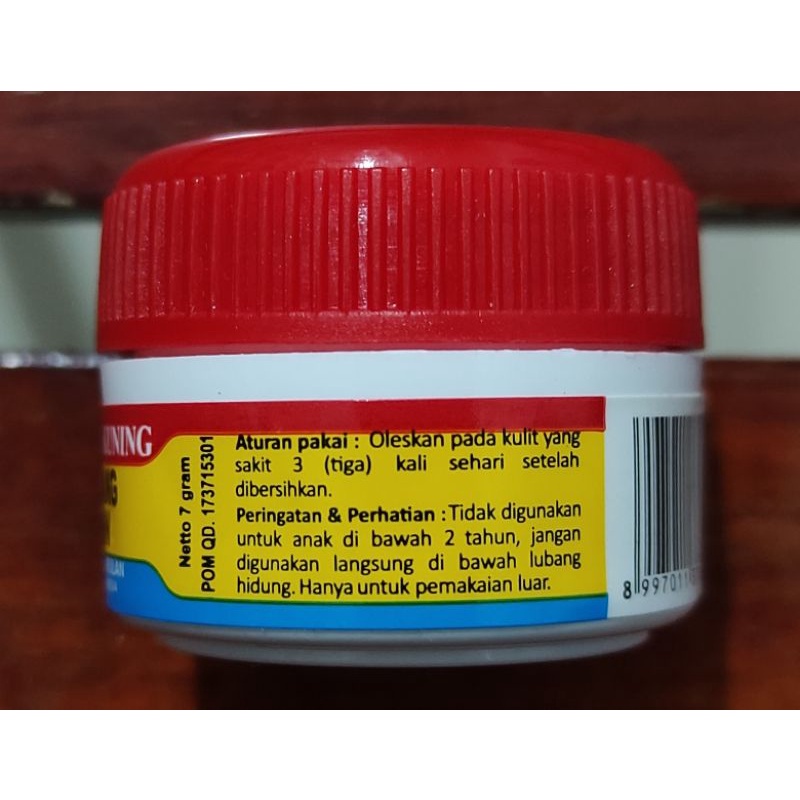 Netto 7 gram
POM QD. 173715301
Aturan pakai : Oleskan pada kulit yang
sakit 3 (tiga) kali sehari setelah
dibersihkan.
Peringatan & Perhatian : Tidak digunakan
untuk anak di bawah 2 tahun, jangan
digunakan langsung di bawah lubang
hidung. Hanya untuk pemakaian luar.